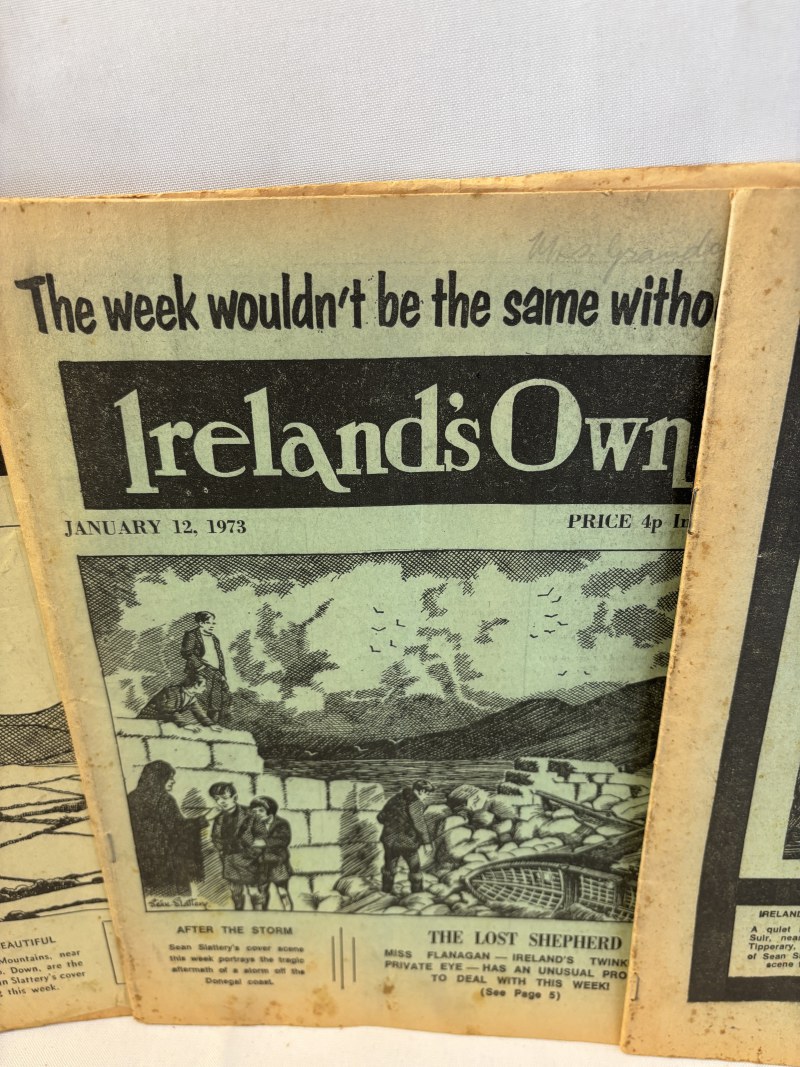 Mrs. Grand
The week wouldn't be the same witho
Ireland's Own
JANUARY 12, 1973
PRICE 4p In
AFTER THE STORM
Sean Slattery's cover scene
this week portrays the tragic
aftermath of a storm off the
Donegal coast.
THE LOST SHEPHERD
MISS FLANAGAN — IRELAND'S TWINK
PRIVATE EYE — HAS AN UNUSUAL PRO
TO DEAL WITH THIS WEEK!
(See Page 5)
EAUTIFUL
Mountains, near
. Down, are the
n Slattery's cover
g this week.
IRELAND
A quiet
Suir, nea
Tipperary,
of Sean S
scene